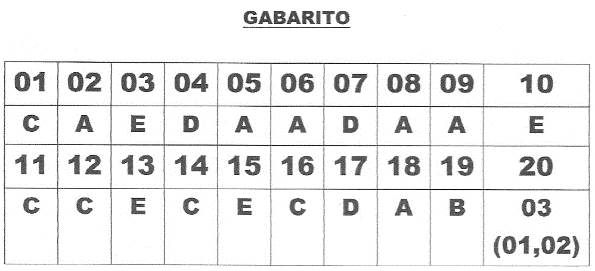 GABARITO
01 02 03 04 05 06 07 08 09 10
C A E D A A D A A E
11 12 13 14 15 16 17 18 19 20
C C E C E C D A B 03
(01,02)